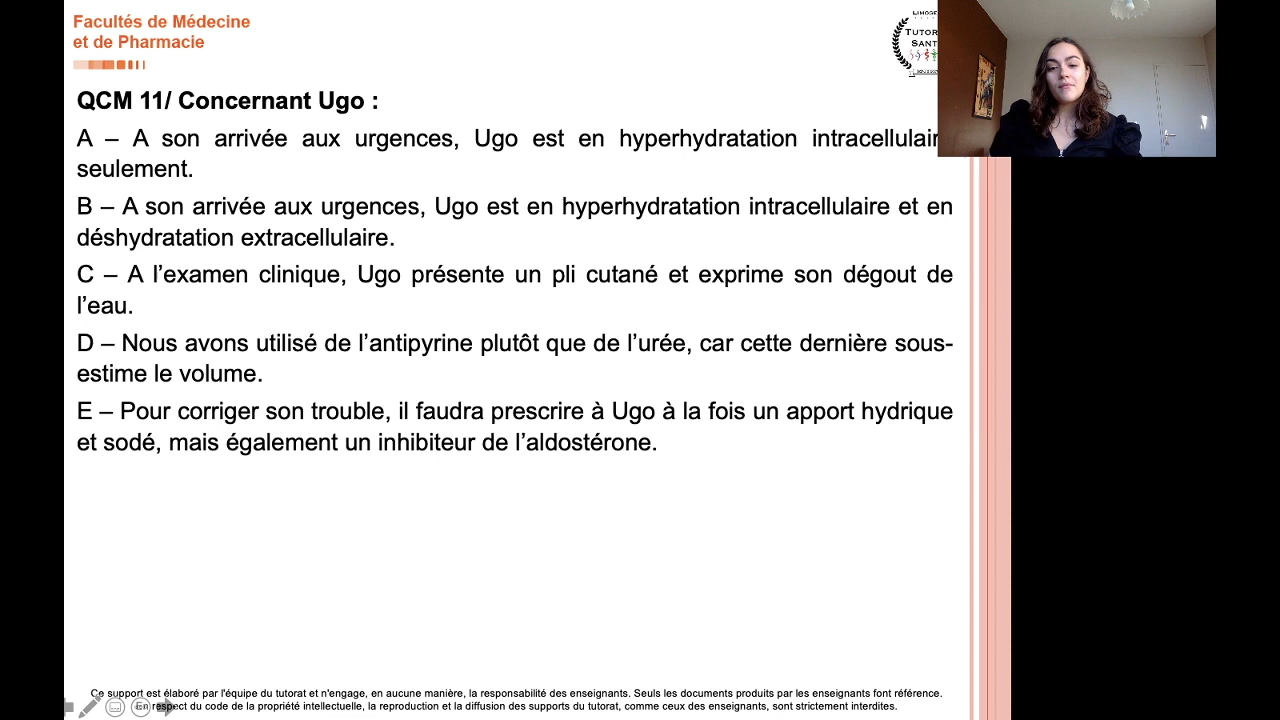 Facultés de Médecine
et de Pharmacie
LIMOGES
TUTOR
SANT
QCM 11/ Concernant Ugo :
A – A son arrivée aux urgences, Ugo est en hyperhydratation intracellulair
seulement.
B – A son arrivée aux urgences, Ugo est en hyperhydratation intracellulaire et en
déshydratation extracellulaire.
C – A l’examen clinique, Ugo présente un pli cutané et exprime son dégout de
l’eau.
D – Nous avons utilisé de l’antipyrine plutôt que de l’urée, car cette dernière sous-
estime le volume.
E – Pour corriger son trouble, il faudra prescrire à Ugo à la fois un apport hydrique
et sodé, mais également un inhibiteur de l’aldostérone.
Ce support est élaboré par l'équipe du tutorat et n'engage, en aucune manière, la responsabilité des enseignants. Seuls les documents produits par les enseignants font référence.
En respect du code de la propriété intellectuelle, la reproduction et la diffusion des supports du tutorat, comme ceux des enseignants, sont strictement interdites.